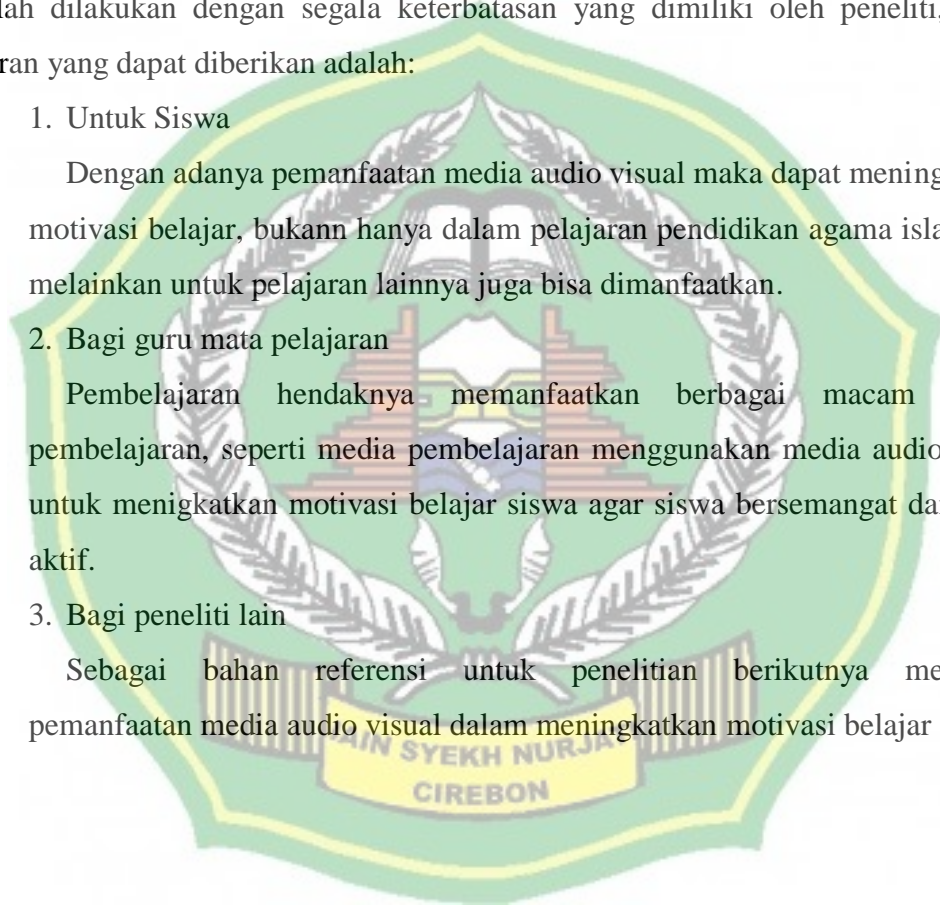 lah dilakukan dengan segala keterbatasan yang dimiliki oleh peneliti,
ran yang dapat diberikan adalah:
1. Untuk Siswa
Dengan adanya pemanfaatan media audio visual maka dapat mening
motivasi belajar, bukann hanya dalam pelajaran pendidikan agama isla
melainkan untuk pelajaran lainnya juga bisa dimanfaatkan.
2. Bagi guru mata pelajaran
Pembelajaran hendaknya memanfaatkan berbagai macam
pembelajaran, seperti media pembelajaran menggunakan media audio
untuk menigkatkan motivasi belajar siswa agar siswa bersemangat da
aktif.
3. Bagi peneliti lain
Sebagai bahan referensi untuk penelitian berikutnya me
pemanfaatan media audio visual dalam meningkatkan motivasi belajar
IAIN SYEKH NURJA
CIREBON